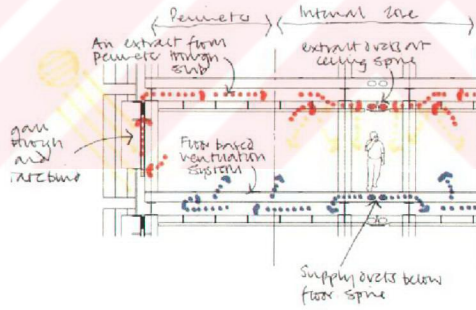 Perimeter
Internal Zone
An extract from
perimeter through
slab
extract ducts at
ceiling spine
gain
through
and
Floor based
ventilation
system
Supply ducts below
floor spine